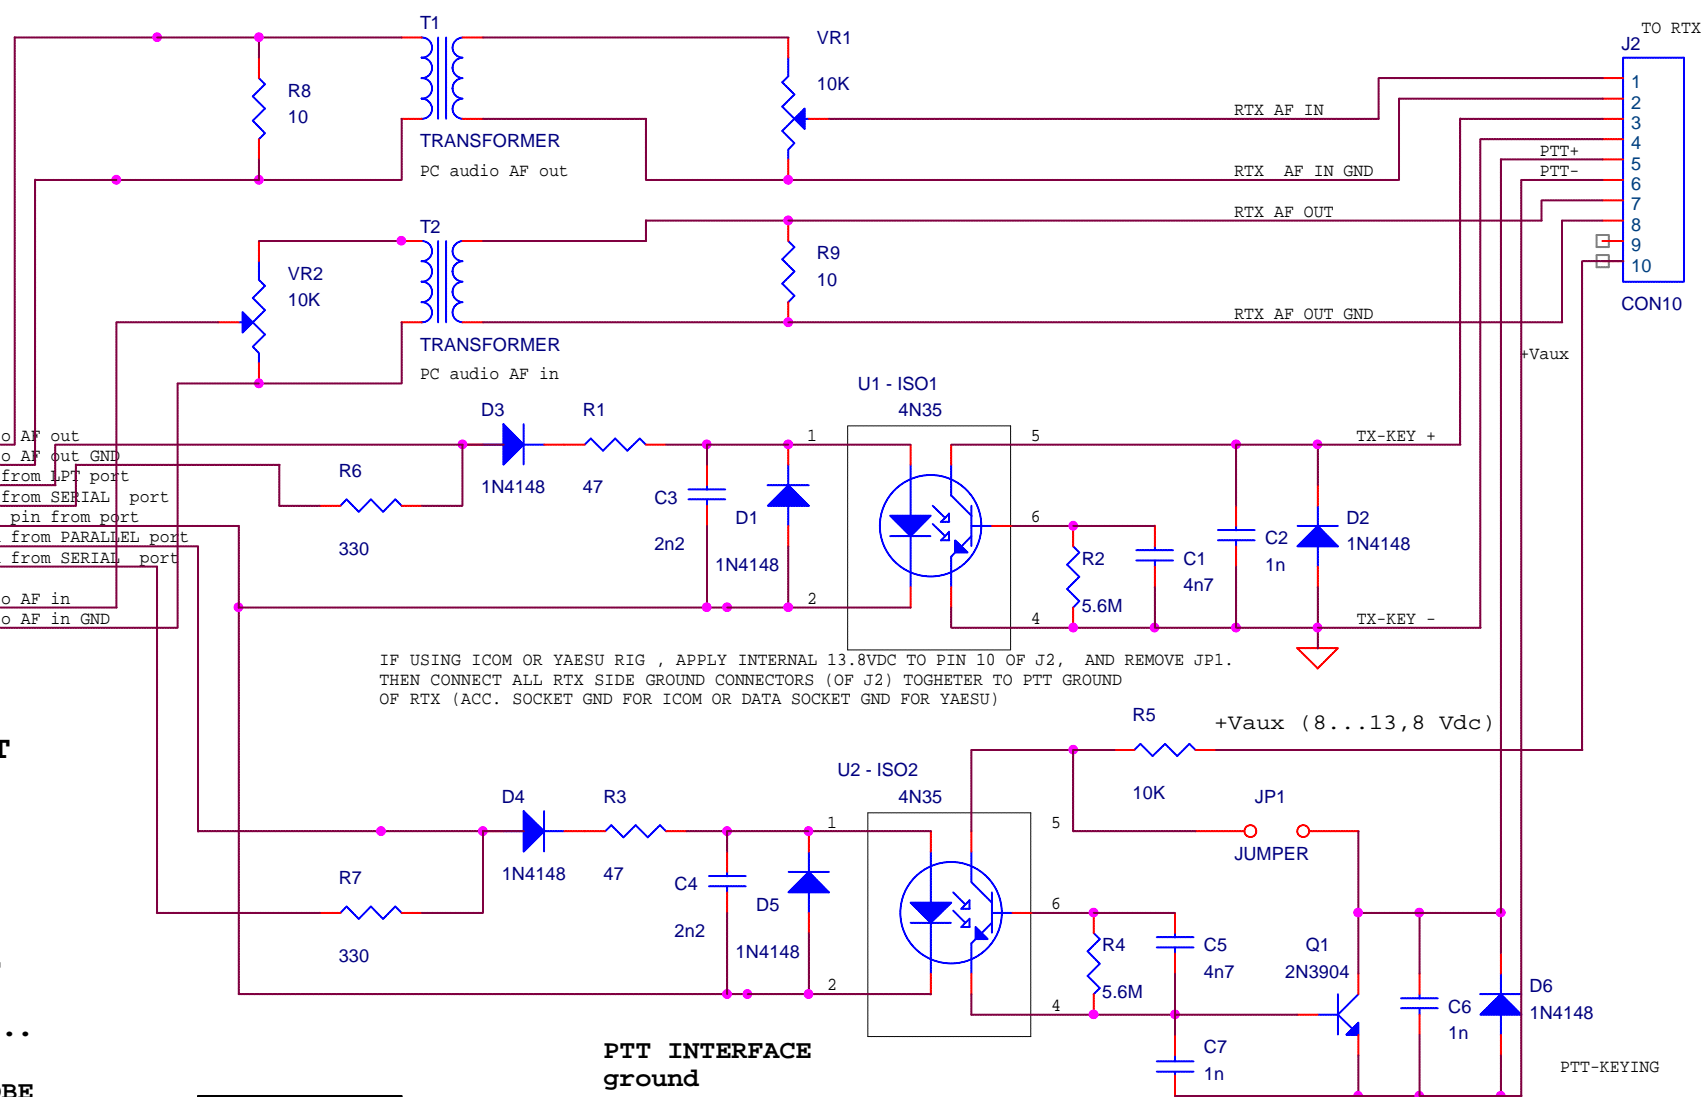 T1
TO RTX
VR1
J2
10K
R8
10
1
2
3
4
5
6
7
8
9
10
RTX AF IN
TRANSFORMER
PC audio AF out
PTT+
PTT-
RTX  AF IN GND
RTX AF OUT
T2
VR2
10K
R9
10
CON10
RTX AF OUT GND
TRANSFORMER
PC audio AF in
+Vaux
U1 - ISO1
4N35
D3
R1
o AF out
o AF out GND
from LPT port
from SERIAL  port
pin from port
from PARALLEL port
from SERIAL  port
o AF in
o AF in GND
1
5
TX-KEY +
R6
330
1N4148
47
C3
2n2
D1
1N4148
6
R2
5.6M
C1
4n7
C2
1n
D2
1N4148
2
4
TX-KEY -
IF USING ICOM OR YAESU RIG , APPLY INTERNAL 13.8VDC TO PIN 10 OF J2,  AND REMOVE JP1.
THEN CONNECT ALL RTX SIDE GROUND CONNECTORS (OF J2) TOGHETER TO PTT GROUND
OF RTX (ACC. SOCKET GND FOR ICOM OR DATA SOCKET GND FOR YAESU)
R5
+Vaux (8...13,8 Vdc)
T
U2 - ISO2
4N35
10K
JP1
JUMPER
D4
R3
1
5
1N4148
47
R7
330
C4
2n2
D5
1N4148
6
R4
5.6M
C5
4n7
Q1
2N3904
2
4
C6
1n
D6
1N4148
..
PTT INTERFACE
ground
C7
1n
PTT-KEYING
OBE